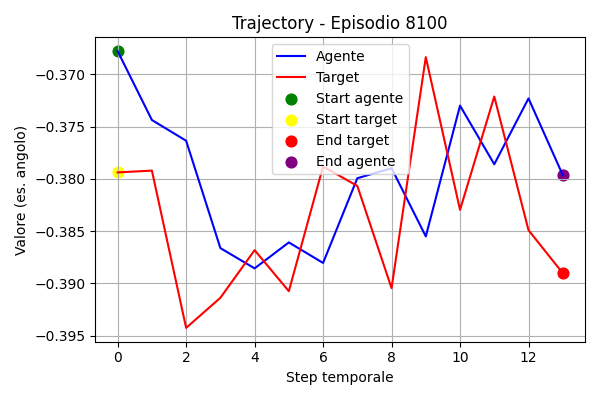 Trajectory - Episodio 8100
Agente
Target
Start agente
Start target
End target
End agente
Valore (es. angolo)
−0.370
−0.375
−0.380
−0.385
−0.390
−0.395
0 2 4 6 8 10 12
Step temporale